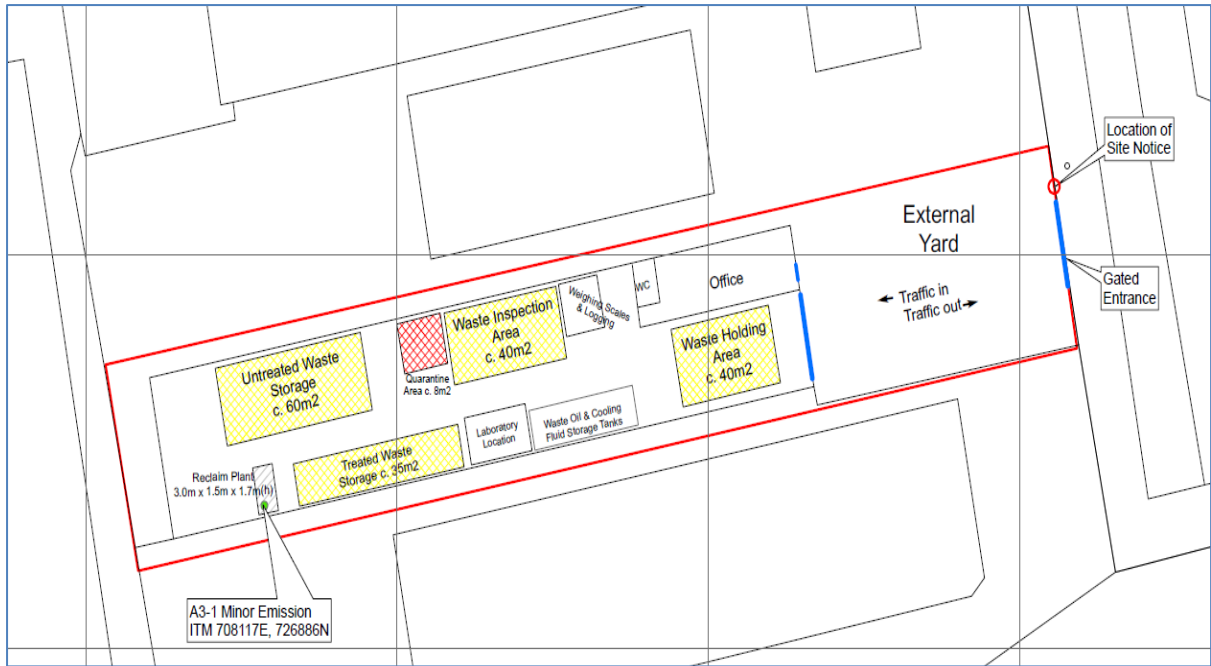 Location of
Site Notice
External
Yard
Gated
Entrance
Traffic in
Traffic out
Office
WC
Weighing Scales
& Logging
Waste Inspection
Area
c. 40m2
Waste Holding
Area
c. 40m2
Quarantine
Area c. 8m2
Untreated Waste
Storage
c. 60m2
Laboratory
Location
Waste Oil & Cooling
Fluid Storage Tanks
Treated Waste
Storage c. 35m2
Reclaim Plant
3.0m x 1.5m x 1.7m(h)
A3-1 Minor Emission
ITM 708117E, 726886N